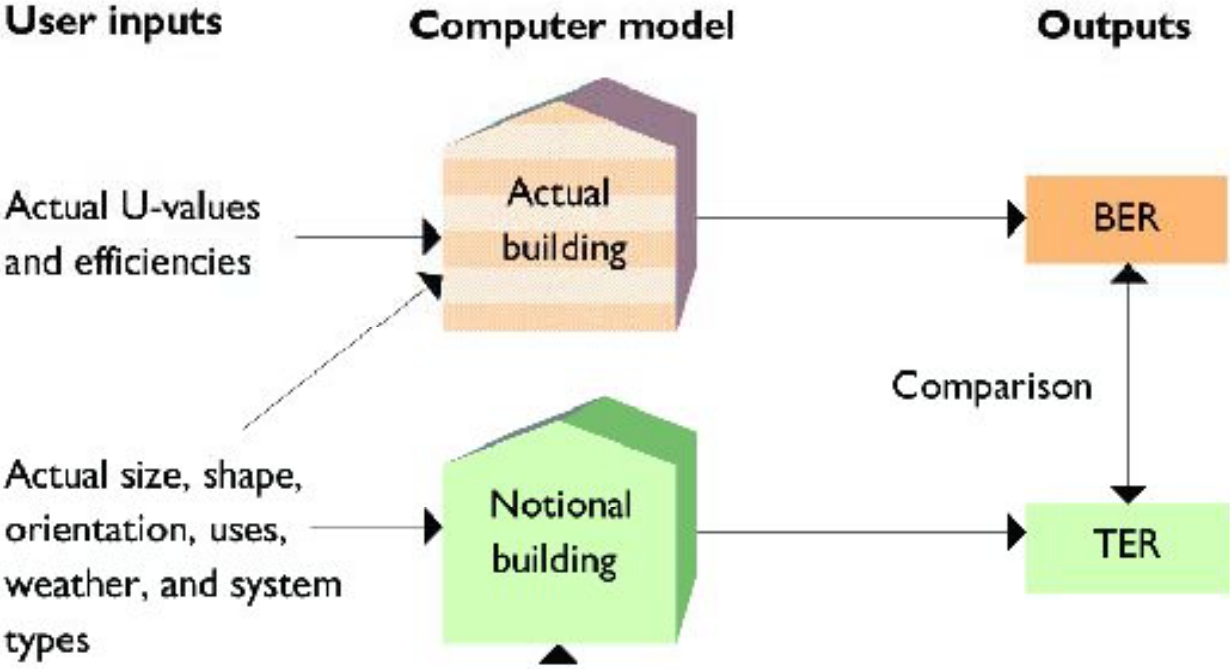 User inputs
Computer model
Outputs
Actual U-values
and efficiencies
Actual
building
BER
Comparison
Actual size, shape,
orientation, uses,
weather, and system
types
Notional
building
TER